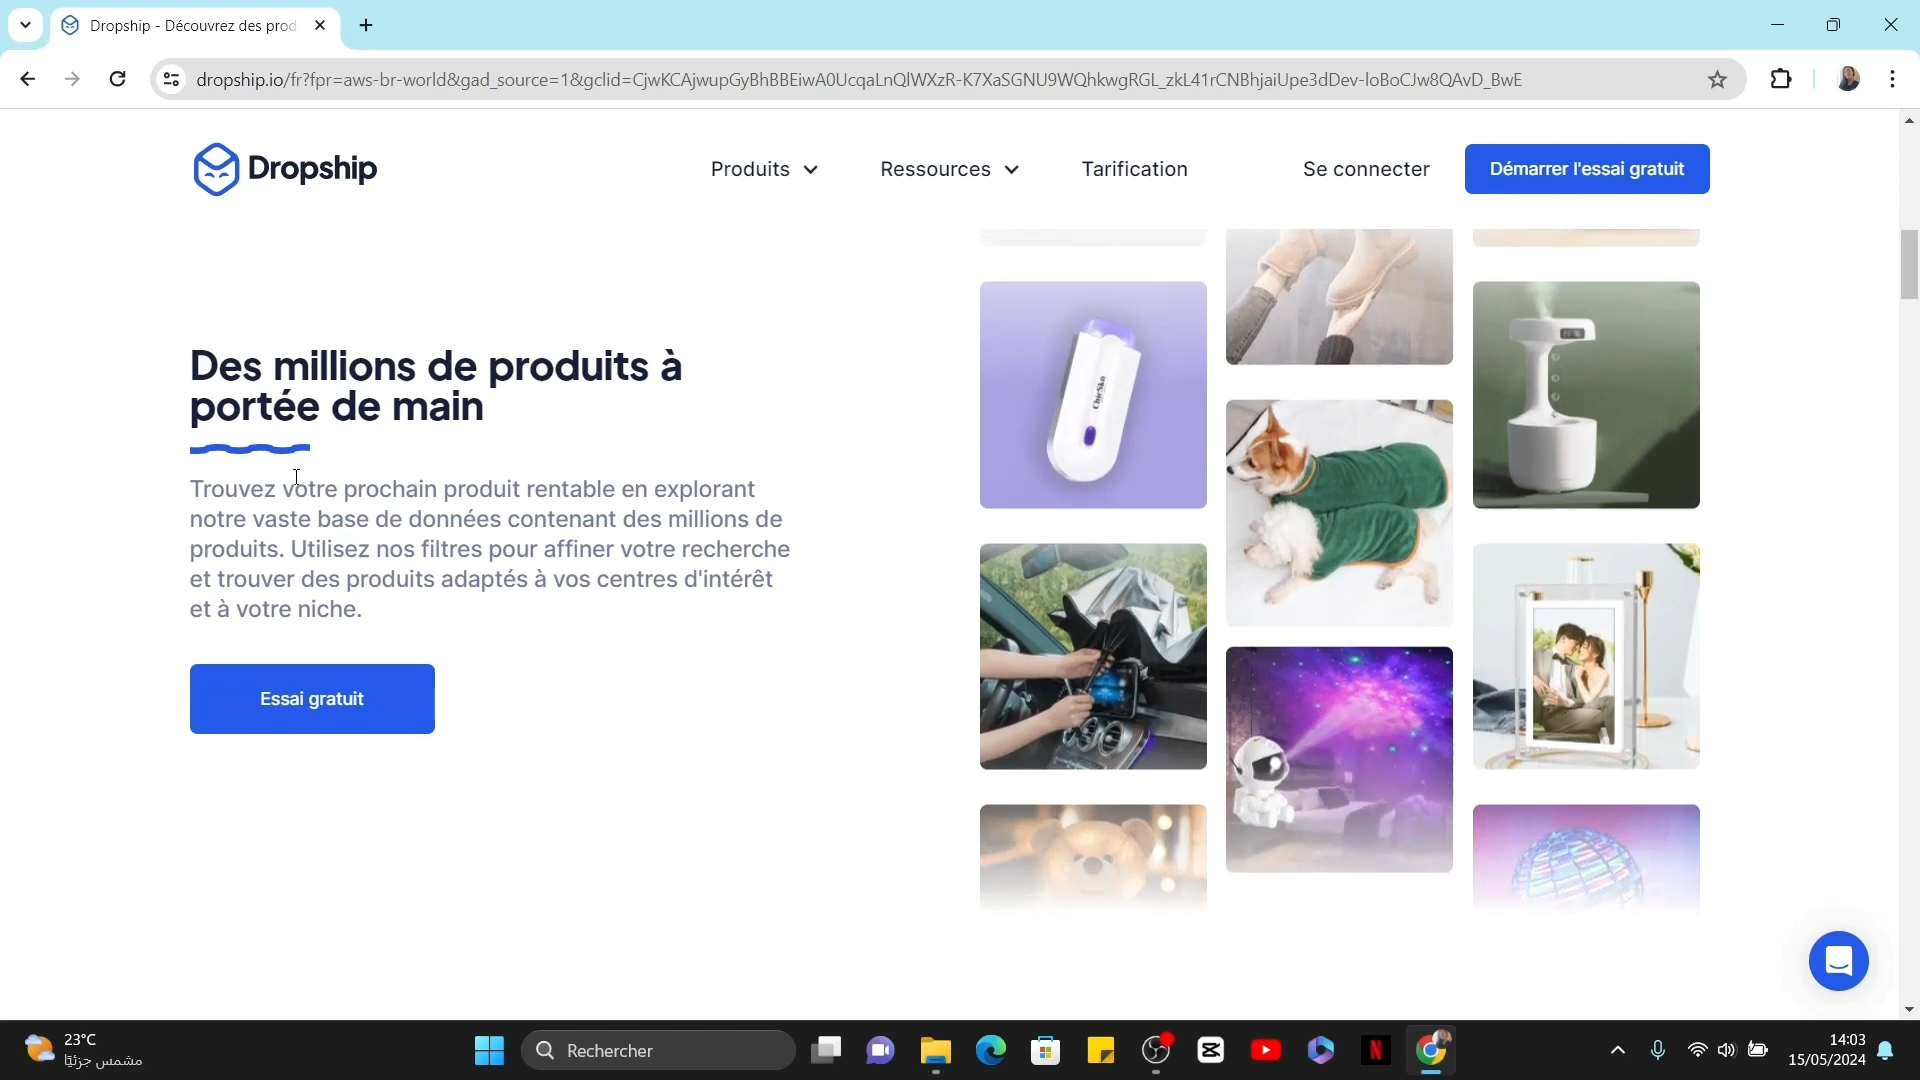 Dropship - Découvrez des prod
dropship.io/fr?fpr=aws-br-world&gad_source=1&gclid=CjwKCAjwupGyBhBBEiwA0UcqaLnQlWXzR-K7XaSGNU9WQhkwgRGL_zkL41rCNBhjaiUpe3dDev-loBoCJw8QAvD_BwE
Dropship
Produits
Ressources
Tarification
Se connecter
Démarrer l'essai gratuit
Des millions de produits à
portée de main
Trouvez votre prochain produit rentable en explorant
notre vaste base de données contenant des millions de
produits. Utilisez nos filtres pour affiner votre recherche
et trouver des produits adaptés à vos centres d'intérêt
et à votre niche.
Essai gratuit
ChicSkn
23°C
مشمس جزئيًا
Rechercher
14:03
15/05/2024